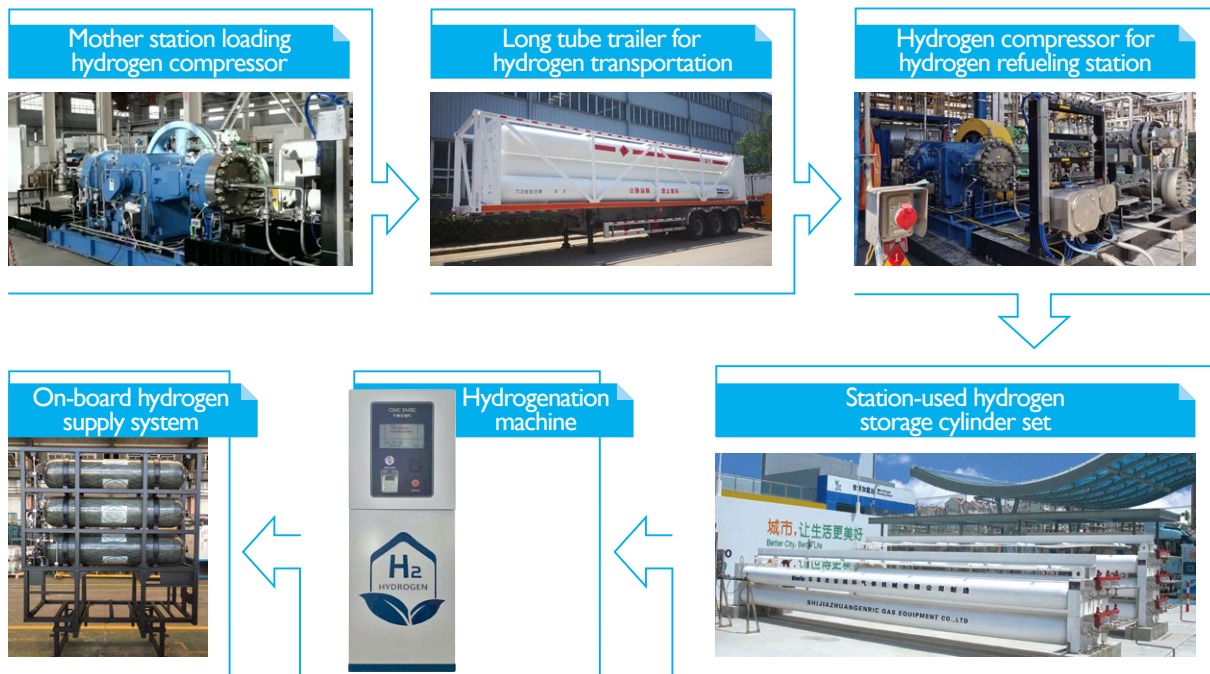 Mother station loading
hydrogen compressor
Long tube trailer for
hydrogen transportation
Hydrogen compressor for
hydrogen refueling station
On-board hydrogen
supply system
Hydrogenation
machine
H2
HYDROGEN
Station-used hydrogen
storage cylinder set
城市,让生活更美好
Better City, Better Life
SHIJIAZHUANGENRIC GAS EQUIPMENT CO.,LTD